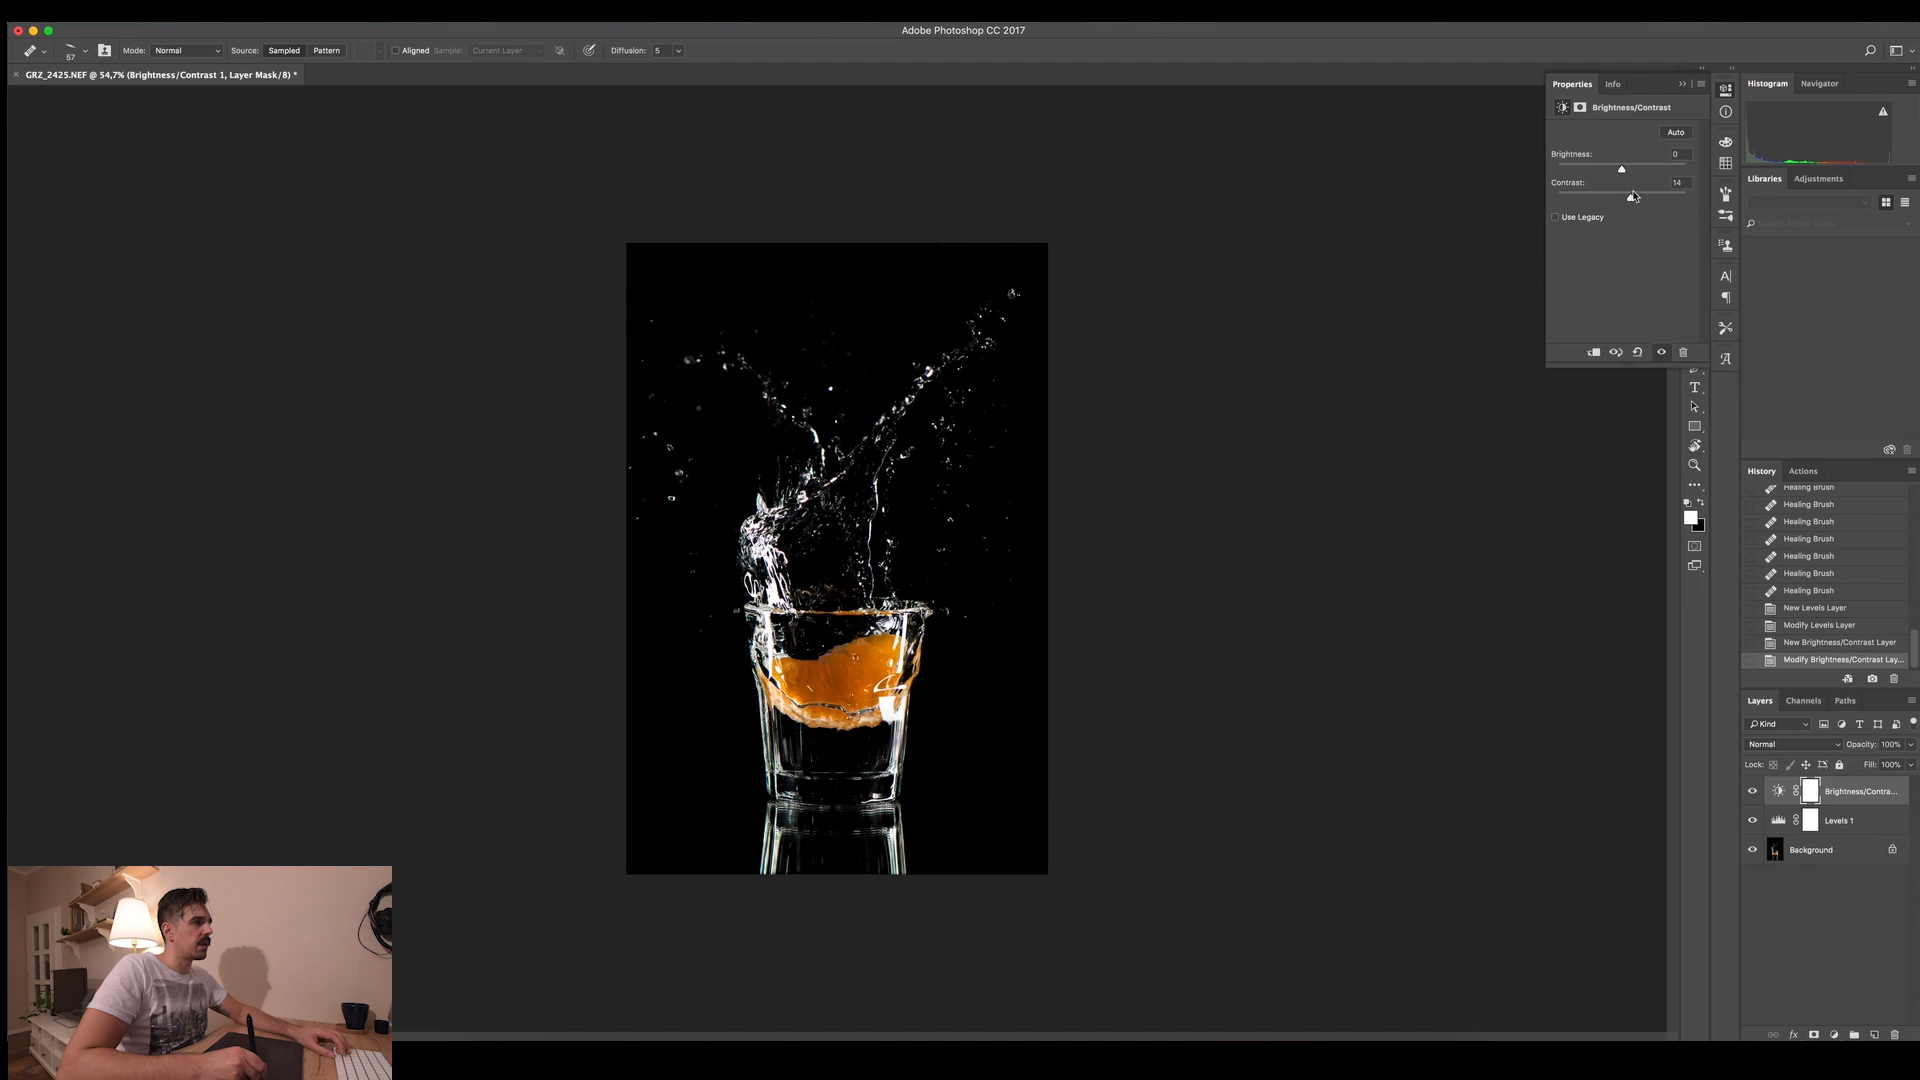 Adobe Photoshop CC 2017
57
Mode: Normal
Source: Sampled Pattern
Aligned Sample: Current Layer
Diffusion: 5
GRZ_2425.NEF @ 54,7% (Brightness/Contrast 1, Layer Mask/8) *
Properties Info
Brightness/Contrast
Auto
Brightness: 0
Contrast: 14
Use Legacy
Histogram Navigator
Libraries Adjustments
History Actions
Healing Brush
Healing Brush
Healing Brush
Healing Brush
Healing Brush
Healing Brush
Healing Brush
New Levels Layer
Modify Levels Layer
New Brightness/Contrast Layer
Modify Brightness/Contrast Lay...
Layers Channels Paths
Kind
Normal Opacity: 100%
Lock: Fill: 100%
Brightness/Contra...
Levels 1
Background